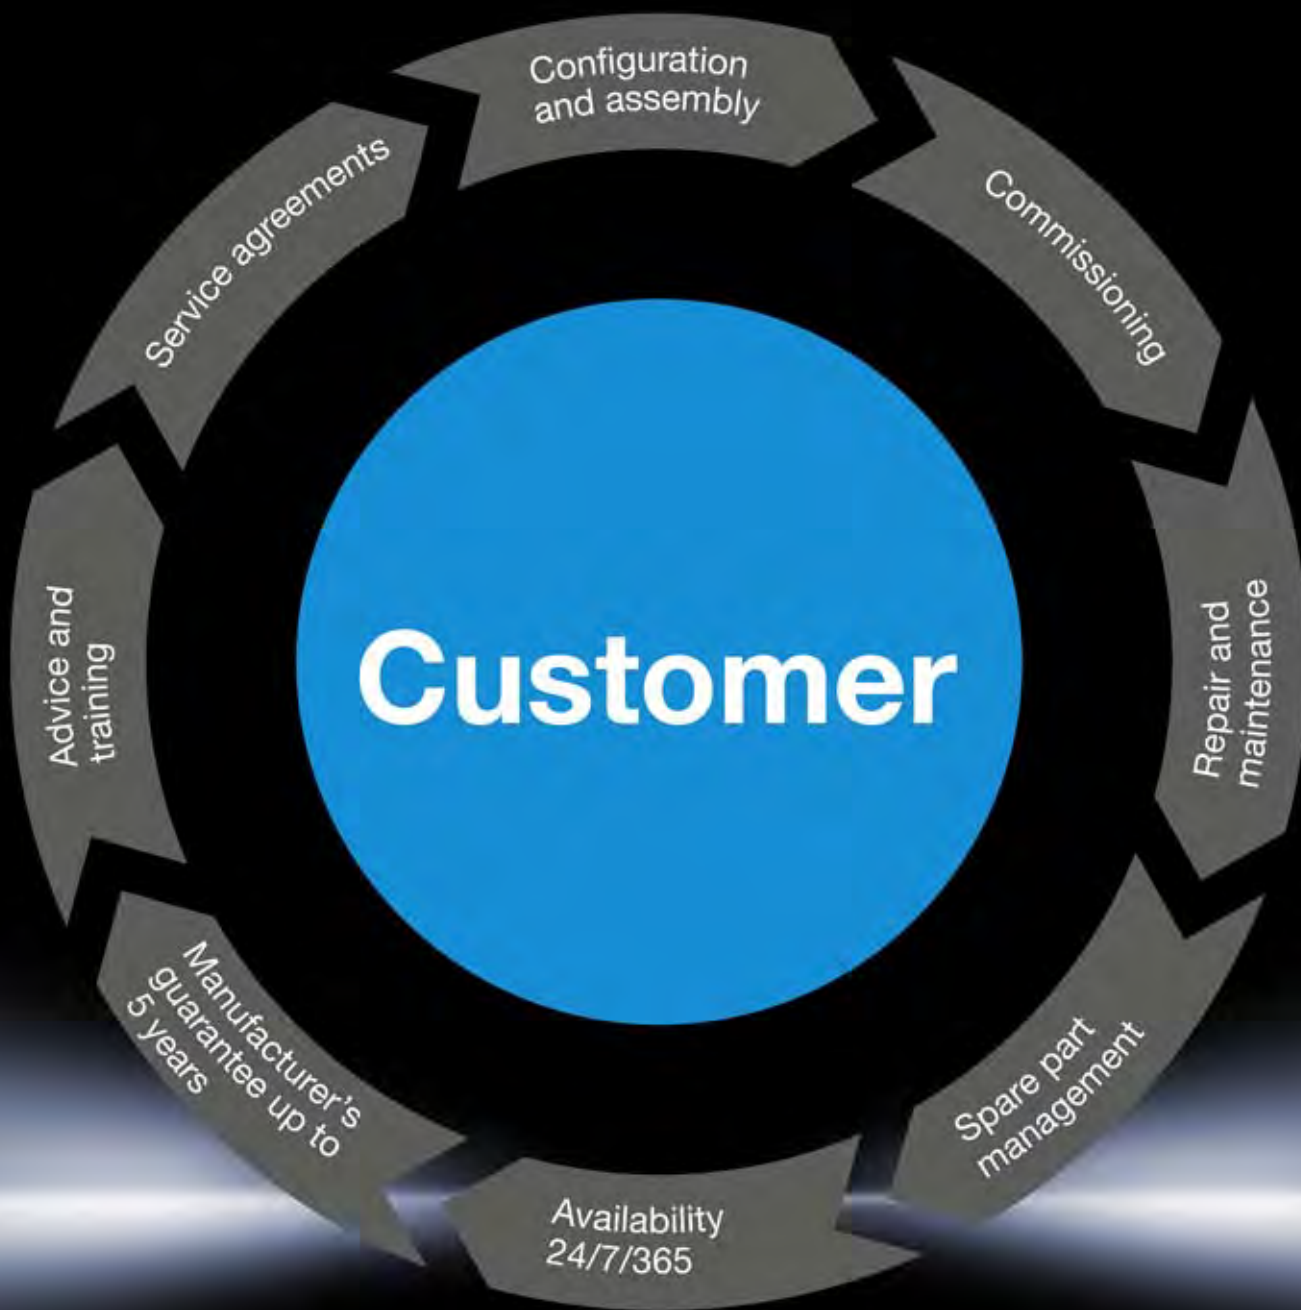 Configuration
and assembly
Commissioning
Repair and
maintenance
Spare part
management
Availability
24/7/365
Manufacturer's
guarantee up to
5 years
Advice and
training
Service agreements
Customer